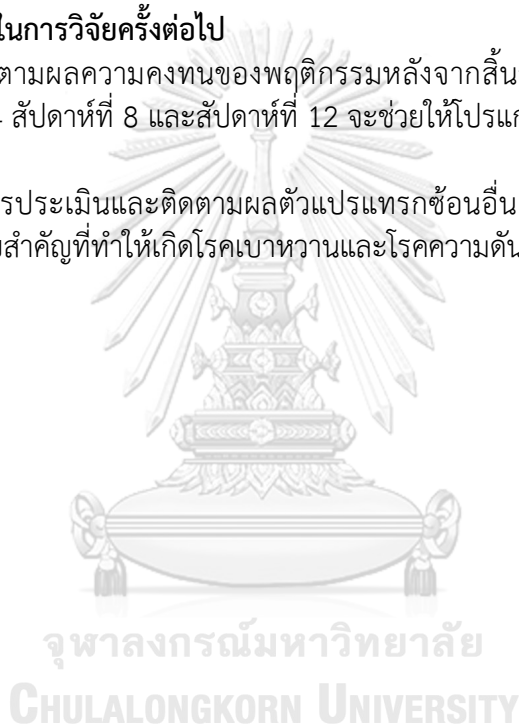 ในการวิจัยครั้งต่อไป
ตามผลความคงทนของพฤติกรรมหลังจากสิ้น
สัปดาห์ที่ 8 และสัปดาห์ที่ 12 จะช่วยให้โปรแก
รประเมินและติดตามผลตัวแปรแทรกซ้อนอื่น
สำคัญที่ทำให้เกิดโรคเบาหวานและโรคความดัน
จุฬาลงกรณ์มหาวิทยาลัย
CHULALONGKORN UNIVERSITY